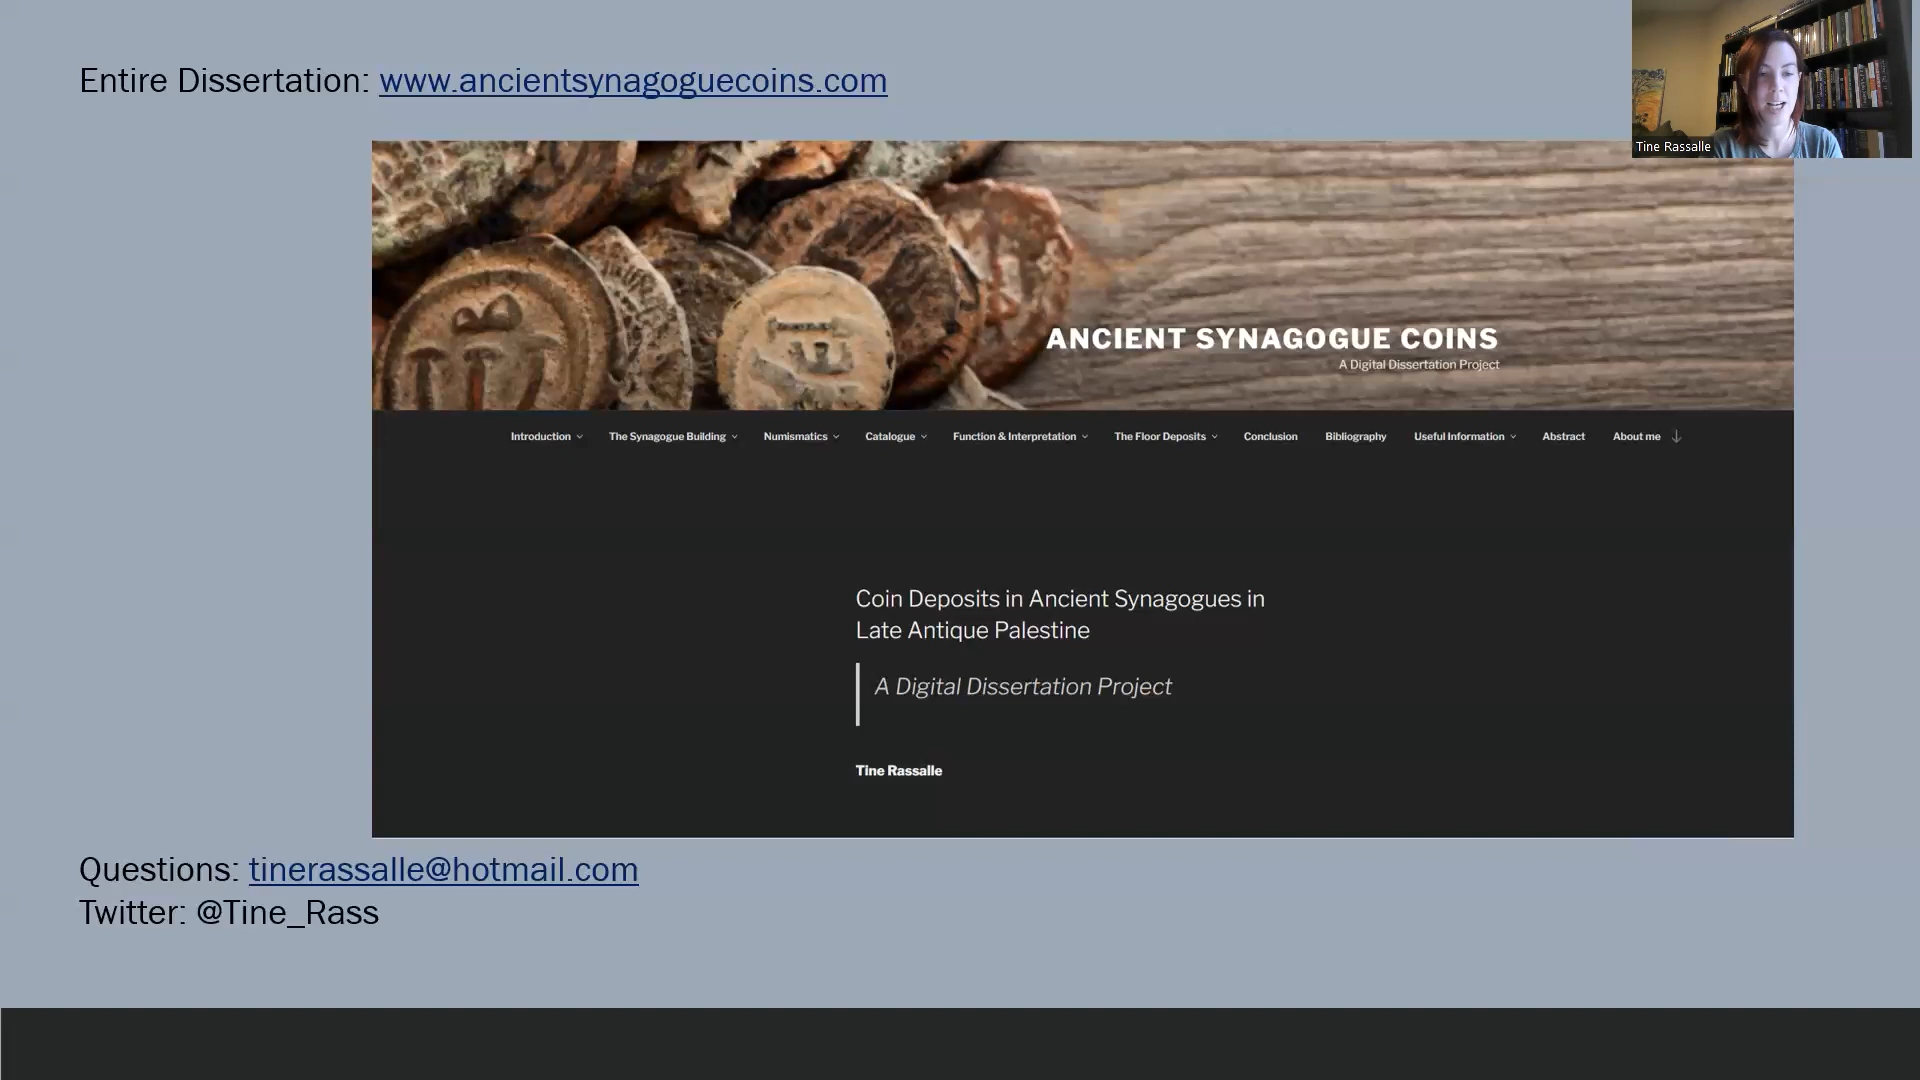 Entire Dissertation: www.ancientsynagoguecoins.com
Tine Rassalle
ANCIENT SYNAGOGUE COINS
A Digital Dissertation Project
Introduction The Synagogue Building Numismatics Catalogue Function & Interpretation The Floor Deposits Conclusion Bibliography Useful Information Abstract About me
Coin Deposits in Ancient Synagogues in
Late Antique Palestine
A Digital Dissertation Project
Tine Rassalle
Questions: tinerassalle@hotmail.com
Twitter: @Tine_Rass